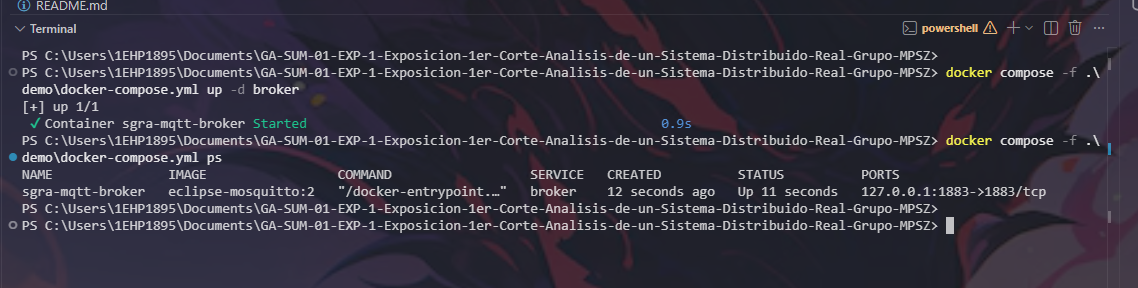 README.md
Terminal
powershell
PS C:\Users\1EHP1895\Documents\GA-SUM-01-EXP-1-Exposicion-1er-Corte-Analisis-de-un-Sistema-Distribuido-Real-Grupo-MPSZ>
PS C:\Users\1EHP1895\Documents\GA-SUM-01-EXP-1-Exposicion-1er-Corte-Analisis-de-un-Sistema-Distribuido-Real-Grupo-MPSZ> docker compose -f .\
demo\docker-compose.yml up -d broker
[+] up 1/1
✓ Container sgra-mqtt-broker Started 0.9s
PS C:\Users\1EHP1895\Documents\GA-SUM-01-EXP-1-Exposicion-1er-Corte-Analisis-de-un-Sistema-Distribuido-Real-Grupo-MPSZ> docker compose -f .\
demo\docker-compose.yml ps
NAME IMAGE COMMAND SERVICE CREATED STATUS PORTS
sgra-mqtt-broker eclipse-mosquitto:2 "/docker-entrypoint.…" broker 12 seconds ago Up 11 seconds 127.0.0.1:1883->1883/tcp
PS C:\Users\1EHP1895\Documents\GA-SUM-01-EXP-1-Exposicion-1er-Corte-Analisis-de-un-Sistema-Distribuido-Real-Grupo-MPSZ>
PS C:\Users\1EHP1895\Documents\GA-SUM-01-EXP-1-Exposicion-1er-Corte-Analisis-de-un-Sistema-Distribuido-Real-Grupo-MPSZ>